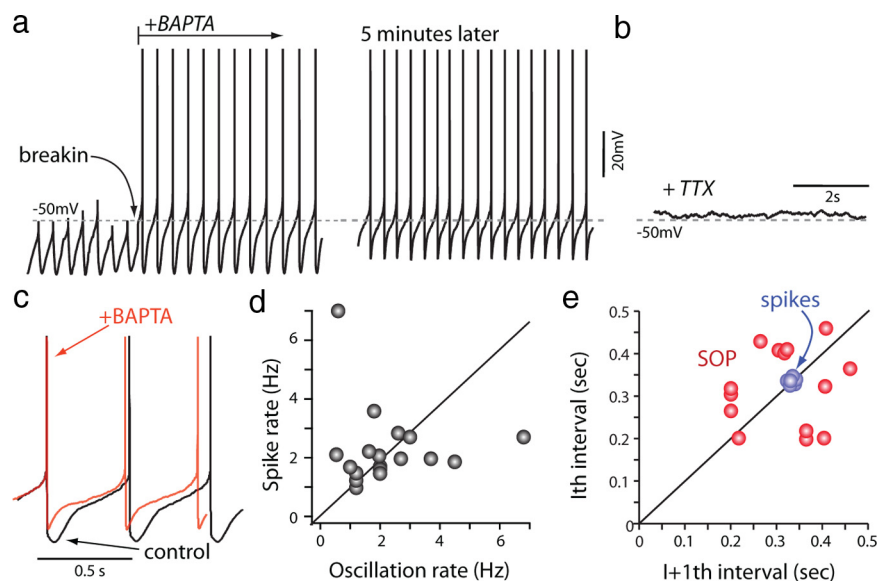 a
+BAPTA
5 minutes later
breakin
-50mV
20mV
b
+ TTX
2s
-50mV
c
+BAPTA
control
0.5 s
d
Spike rate (Hz)
6
4
2
0
0 2 4 6
Oscillation rate (Hz)
e
spikes
SOP
Ith interval (sec)
0.5
0.4
0.3
0.2
0.1
0
0 0.1 0.2 0.3 0.4 0.5
I+1th interval (sec)